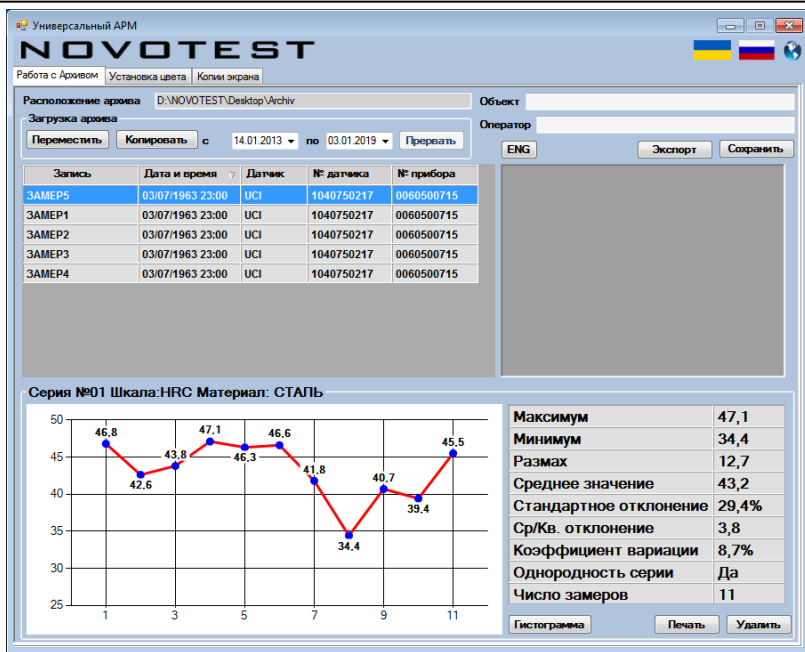 Универсальный АРМ
NOVOTEST
Работа с Архивом Установка цвета Копии экрана
Расположение архива D:\NOVOTEST\Desktop\Archiv
Загрузка архива
Переместить Копировать с 14.01.2013 по 03.01.2019 Прервать
Объект
Оператор
ENG Экспорт Сохранить
Запись Дата и время Датчик № датчика № прибора
ЗАМЕР5 03/07/1963 23:00 UCI 1040750217 0060500715
ЗАМЕР1 03/07/1963 23:00 UCI 1040750217 0060500715
ЗАМЕР2 03/07/1963 23:00 UCI 1040750217 0060500715
ЗАМЕР3 03/07/1963 23:00 UCI 1040750217 0060500715
ЗАМЕР4 03/07/1963 23:00 UCI 1040750217 0060500715
Серия №01 Шкала:HRC Материал: СТАЛЬ
50
45
40
35
30
25
46,8
42,6
43,8
47,1
46,3
46,6
41,8
34,4
40,7
39,4
45,5
1 3 5 7 9 11
Максимум 47,1
Минимум 34,4
Размах 12,7
Среднее значение 43,2
Стандартное отклонение 29,4%
Ср/Кв. отклонение 3,8
Коэффициент вариации 8,7%
Однородность серии Да
Число замеров 11
Гистограмма Печать Удалить